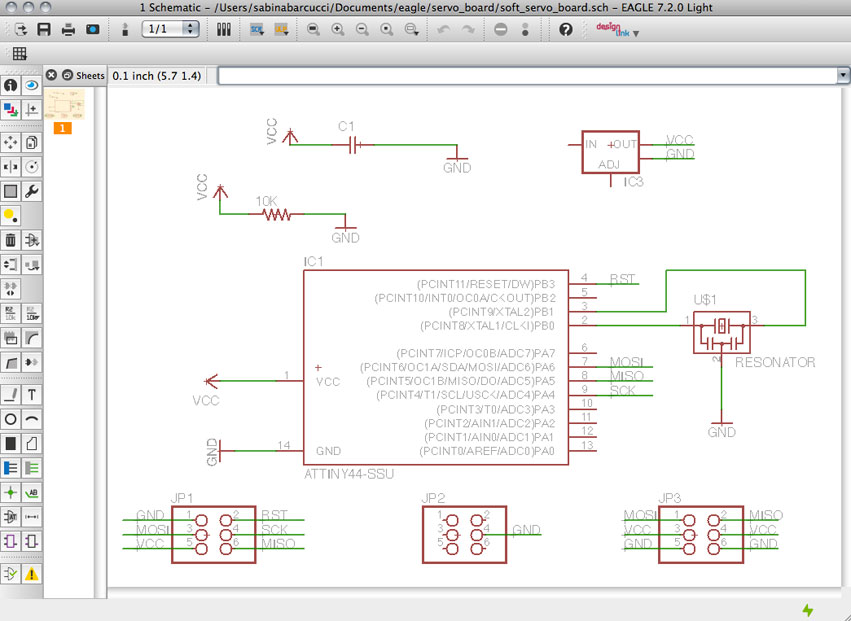 1 Schematic - /Users/sabinabarcucci/Documents/eagle/servo_board/soft_servo_board.sch - EAGLE 7.2.0 Light
1/1
design link
Sheets
0.1 inch (5.7 1.4)
1
VCC
C1
GND
IN
OUT
ADJ
VCC
GND
IC3
VCC
10K
GND
IC1
(PCINT11/RESET/DW)PB3 4 RST
(PCINT10/INT0/OC0A/CKOUT)PB2 5
(PCINT9/XTAL2)PB1 3
(PCINT8/XTAL1/CLKI)PB0 2
(PCINT7/ICP/OC0B/ADC7)PA7 6
(PCINT6/OC1A/SDA/MOSI/ADC6)PA6 7 MOSI
(PCINT5/OC1B/MISO/DO/ADC5)PA5 8 MISO
(PCINT4/T1/SCL/USCK/ADC4)PA4 9 SCK
(PCINT3/T0/ADC3)PA3 10
(PCINT2/AIN1/ADC2)PA2 11
(PCINT1/AIN0/ADC1)PA1 12
(PCINT0/AREF/ADC0)PA0 13
VCC 1 VCC
GND 14 GND
ATTINY44-SSU
U$1
1 3
2
RESONATOR
GND
JP1
GND 1 2 RST
MOSI 3 4 SCK
VCC 5 6 MISO
JP2
1 2
3 4 GND
5 6
JP3
MOSI 1 2 MISO
VCC 3 4 VCC
GND 5 6 GND